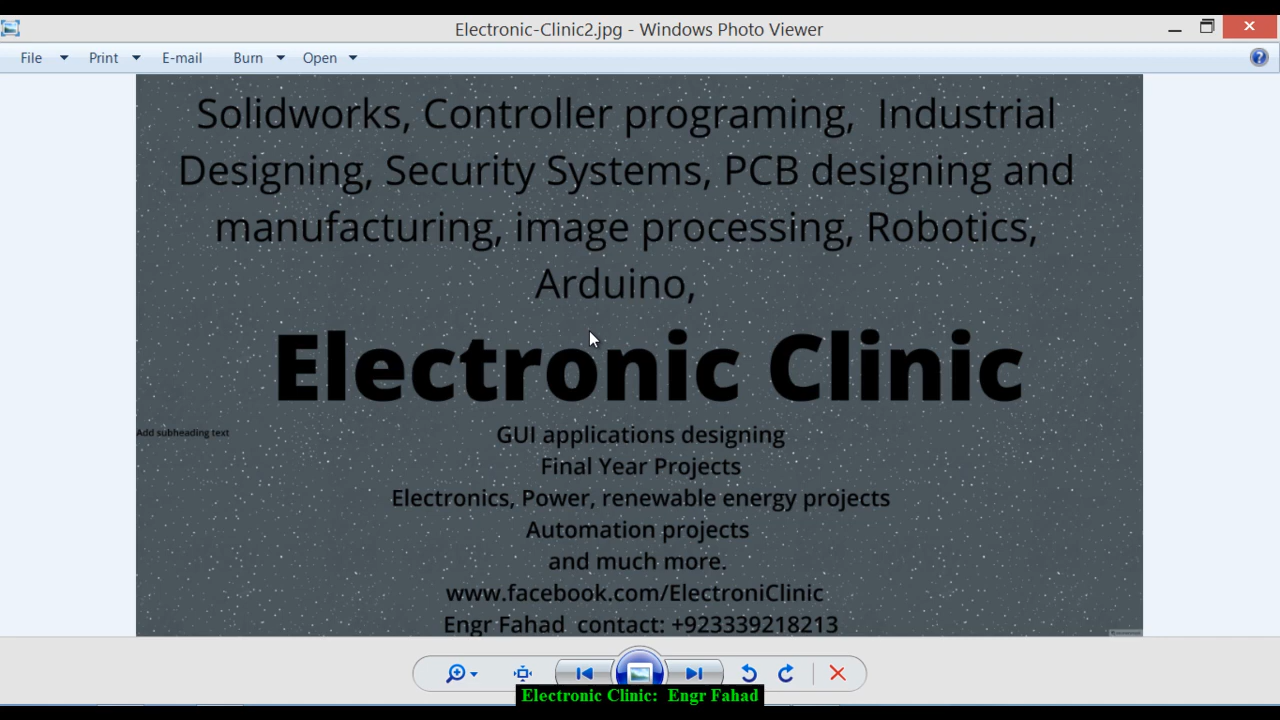 Electronic-Clinic2.jpg - Windows Photo Viewer
File Print E-mail Burn Open
Solidworks, Controller programing, Industrial
Designing, Security Systems, PCB designing and
manufacturing, image processing, Robotics,
Arduino,
Electronic Clinic
Add subheading text
GUI applications designing
Final Year Projects
Electronics, Power, renewable energy projects
Automation projects
and much more.
www.facebook.com/ElectroniClinic
Engr Fahad contact: +923339218213
Electronic Clinic: Engr Fahad